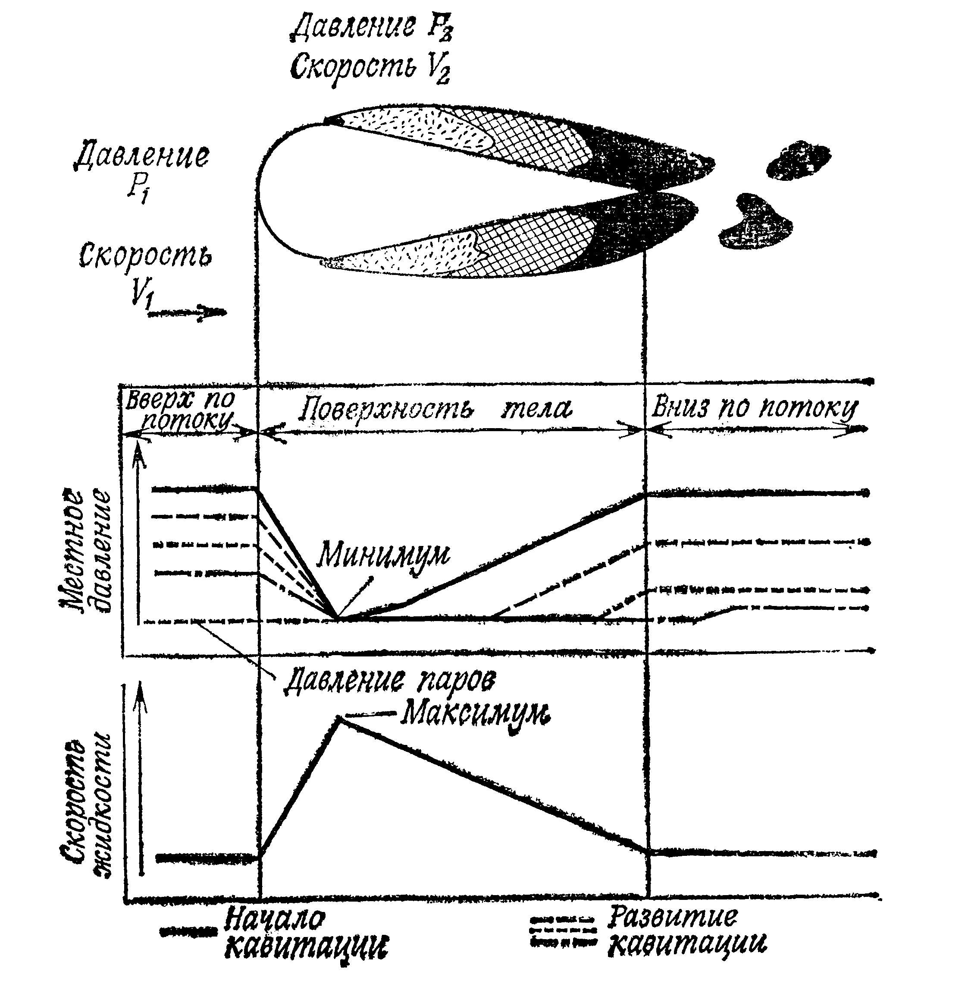 Давление P₂
Скорость V₂
Давление
P₁
Скорость
V₁
Вверх по
потоку
Поверхность тела
Вниз по потоку
Местное
давление
Минимум
Давление паров
Максимум
Скорость
жидкости
Начало
кавитации
Развитие
кавитации